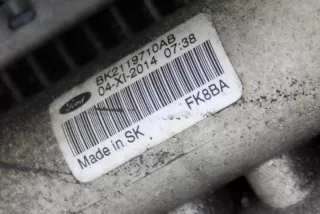 Ford
BK2119710AB
04-XI-2014 07:38
FK8BA
Made in SK